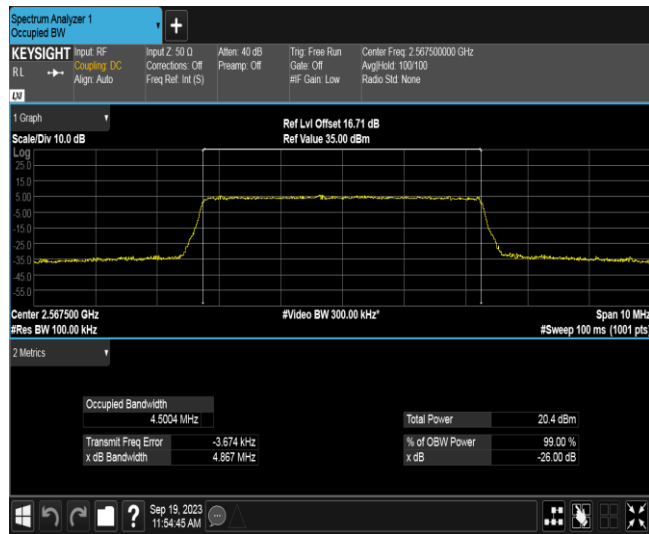 Spectrum Analyzer 1
Occupied BW
+
KEYSIGHT
RL
LXI
Input: RF
Coupling: DC
Align: Auto
Input Z: 50 Ω
Corrections: Off
Freq Ref: Int (S)
Atten: 40 dB
Preamp: Off
Trig: Free Run
Gate: Off
#IF Gain: Low
Center Freq: 2.567500000 GHz
Avg|Hold: 100/100
Radio Std: None
1 Graph
Scale/Div 10.0 dB
Ref Lvl Offset 16.71 dB
Ref Value 35.00 dBm
Log
25.0
15.0
5.00
-5.00
-15.0
-25.0
-35.0
-45.0
-55.0
Center 2.567500 GHz
#Res BW 100.00 kHz
#Video BW 300.00 kHz*
Span 10 MHz
#Sweep 100 ms (1001 pts)
2 Metrics
Occupied Bandwidth
4.5004 MHz
Transmit Freq Error -3.674 kHz
x dB Bandwidth 4.867 MHz
Total Power 20.4 dBm
% of OBW Power 99.00 %
x dB -26.00 dB
?
Sep 19, 2023
11:54:45 AM